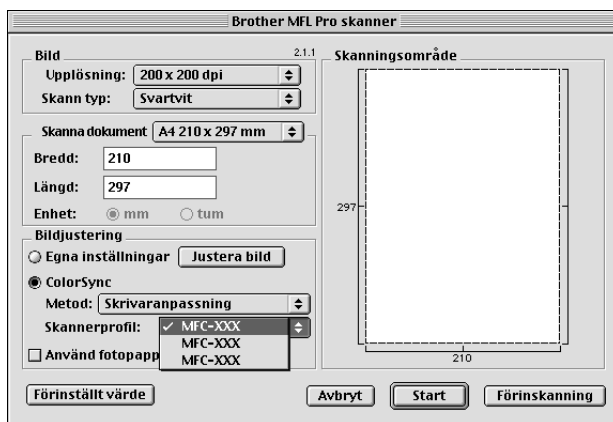 Brother MFL Pro skanner
Bild
2.1.1
Upplösning: 200 x 200 dpi
Skann typ: Svartvit
Skanna dokument A4 210 x 297 mm
Bredd: 210
Längd: 297
Enhet: mm tum
Bildjustering
Egna inställningar Justera bild
ColorSync
Metod: Skrivaranpassning
Skannerprofil: ✓ MFC-XXX
MFC-XXX
Använd fotopapp MFC-XXX
Förinställt värde
Skanningsområde
297
210
Avbryt Start Förinskanning